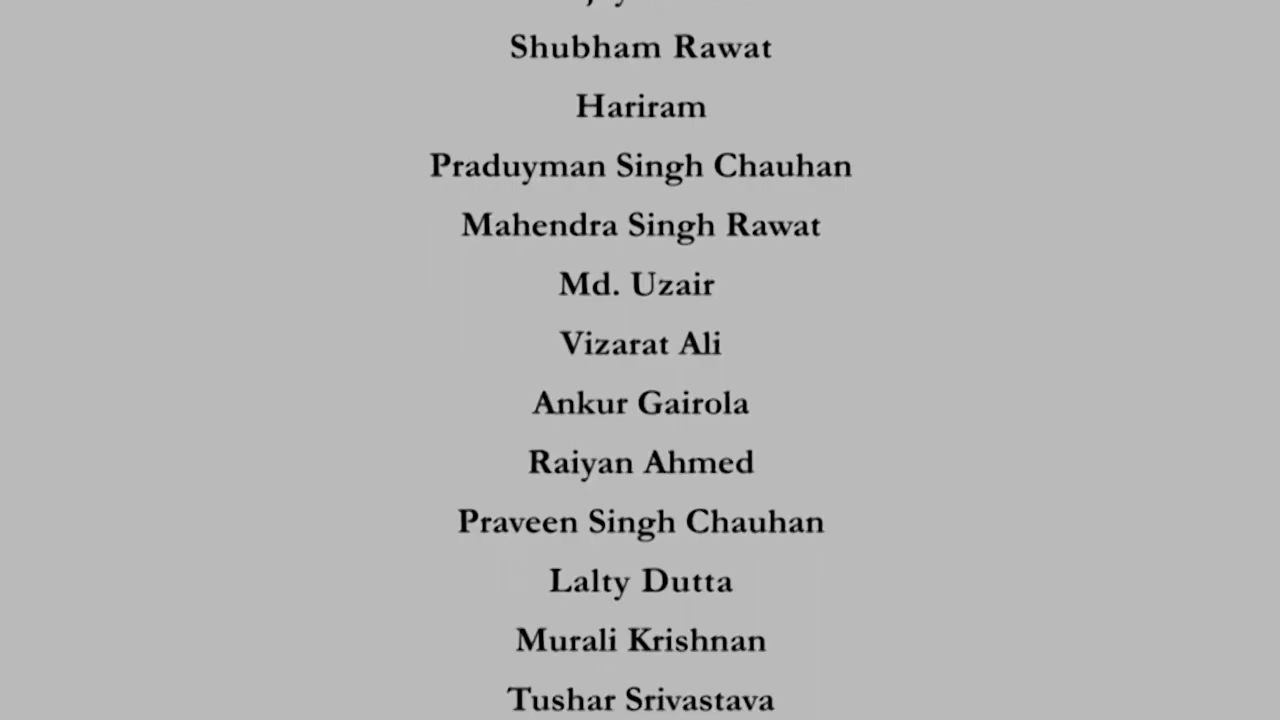 Shubham Rawat
Hariram
Praduyman Singh Chauhan
Mahendra Singh Rawat
Md. Uzair
Vizarat Ali
Ankur Gairola
Raiyan Ahmed
Praveen Singh Chauhan
Lalty Dutta
Murali Krishnan
Tushar Srivastava